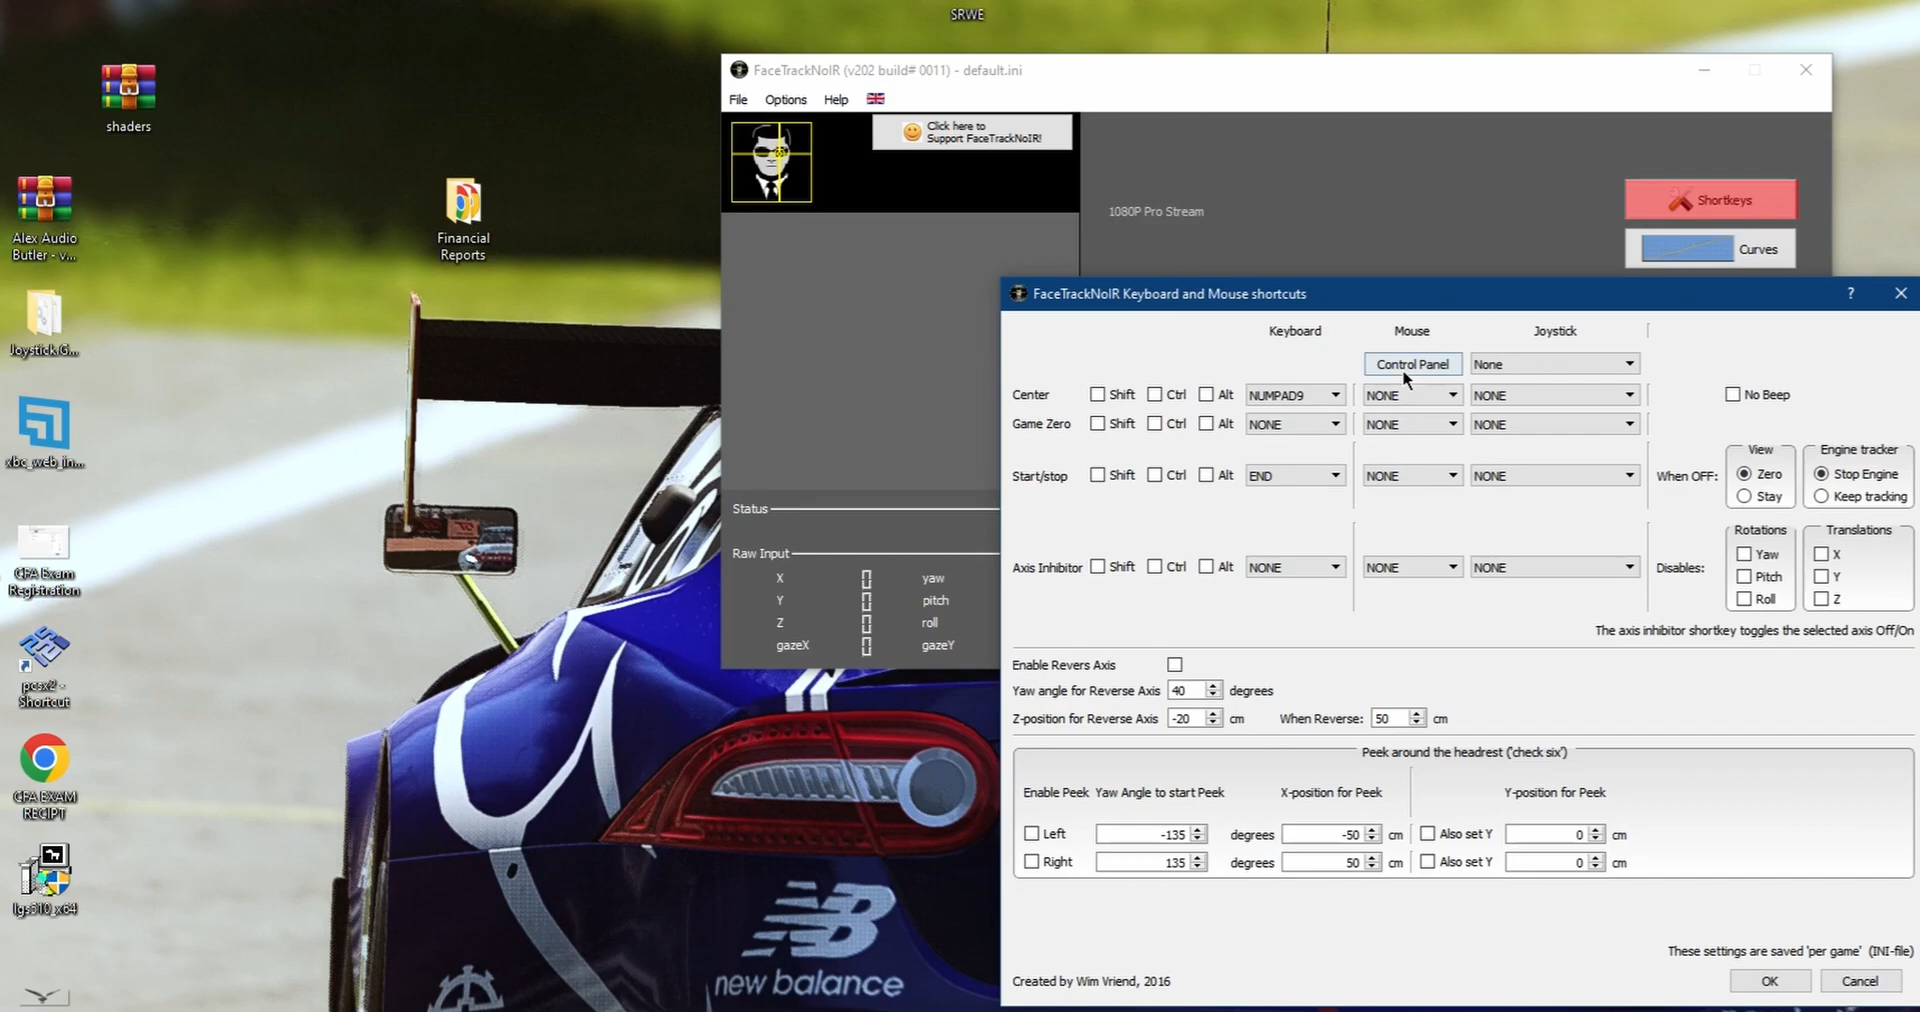 SRWE
shaders
Alex Audio
Butler - v...
Financial
Reports
Joystick.G...
xbc_web_in...
CFA Exam
Registration
pcsx2 -
Shortcut
CFA EXAM
RECIPT
lgs510_x64
FaceTrackNoIR (v202 build# 0011) - default.ini
File Options Help
Click here to
Support FaceTrackNoIR!
1080P Pro Stream
Shortkeys
Curves
Status
Raw Input
X yaw
Y pitch
Z roll
gazeX gazeY
FaceTrackNoIR Keyboard and Mouse shortcuts
Keyboard Mouse Joystick
Control Panel None
Center Shift Ctrl Alt NUMPAD9 NONE NONE No Beep
Game Zero Shift Ctrl Alt NONE NONE NONE
View Engine tracker
Start/stop Shift Ctrl Alt END NONE NONE When OFF: Zero Stop Engine
Stay Keep tracking
Rotations Translations
Yaw X
Axis Inhibitor Shift Ctrl Alt NONE NONE NONE Disables: Pitch Y
Roll Z
The axis inhibitor shortkey toggles the selected axis Off/On
Enable Revers Axis
Yaw angle for Reverse Axis 40 degrees
Z-position for Reverse Axis -20 cm When Reverse: 50 cm
Peek around the headrest ('check six')
Enable Peek Yaw Angle to start Peek X-position for Peek Y-position for Peek
Left -135 degrees -50 cm Also set Y 0 cm
Right 135 degrees 50 cm Also set Y 0 cm
These settings are saved 'per game' (INI-file)
Created by Wim Vriend, 2016 OK Cancel
new balance